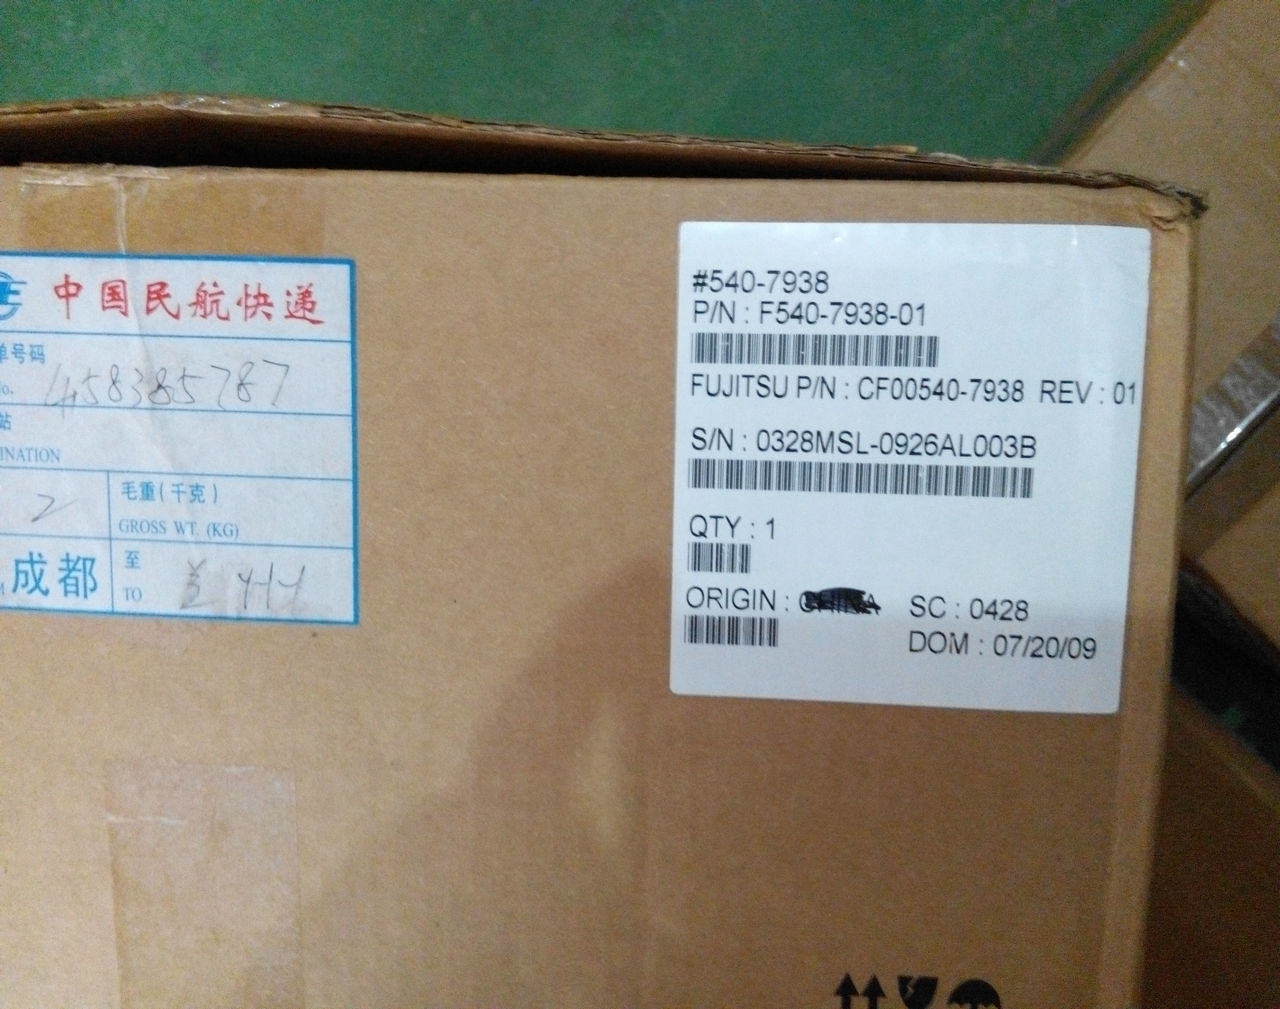 中国民航快递
单号码
No.
458385787
站
INATION
2
毛重(千克)
GROSS WT. (KG)
成都
至
TO
#540-7938
P/N : F540-7938-01
FUJITSU P/N : CF00540-7938 REV : 01
S/N : 0328MSL-0926AL003B
QTY : 1
ORIGIN :
SC : 0428
DOM : 07/20/09